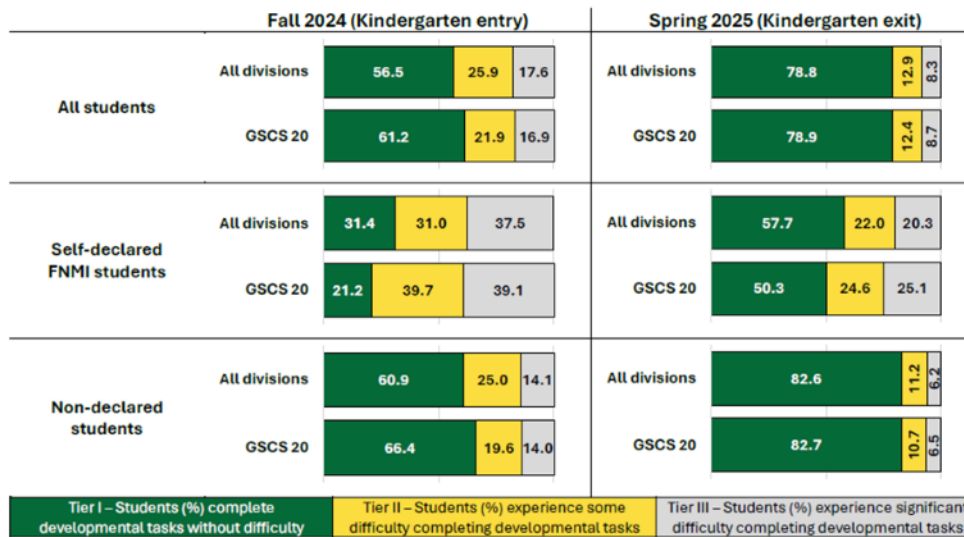 Fall 2024 (Kindergarten entry) Spring 2025 (Kindergarten exit)
All students
All divisions 56.5 25.9 17.6 All divisions 78.8 12.9 8.3
GSCS 20 61.2 21.9 16.9 GSCS 20 78.9 12.4 8.7
Self-declared
FNMI students
All divisions 31.4 31.0 37.5 All divisions 57.7 22.0 20.3
GSCS 20 21.2 39.7 39.1 GSCS 20 50.3 24.6 25.1
Non-declared
students
All divisions 60.9 25.0 14.1 All divisions 82.6 11.2 6.2
GSCS 20 66.4 19.6 14.0 GSCS 20 82.7 10.7 6.5
Tier I – Students (%) complete
developmental tasks without difficulty
Tier II – Students (%) experience some
difficulty completing developmental tasks
Tier III – Students (%) experience significant
difficulty completing developmental tasks